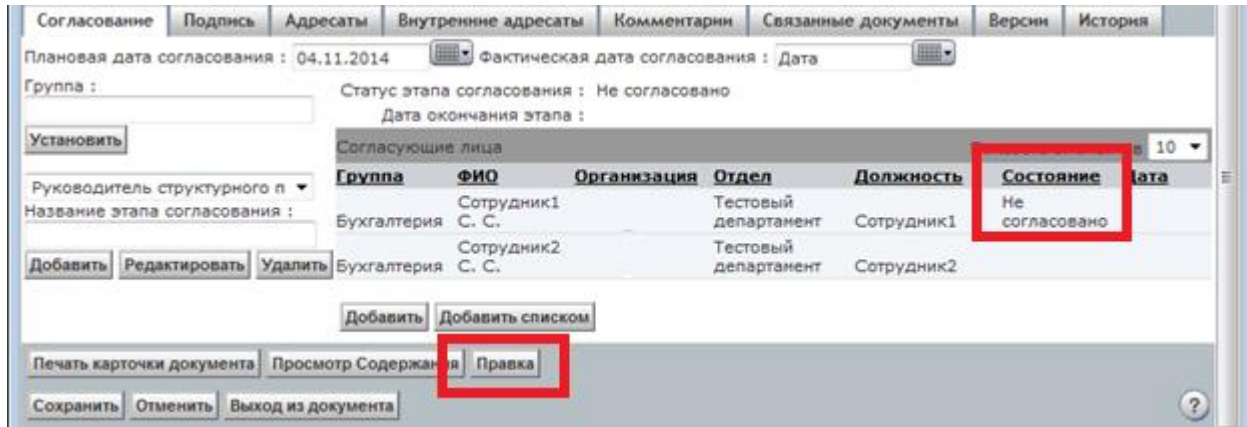 Согласование Подпись Адресаты Внутренние адресаты Комментарии Связанные документы Версии История
Плановая дата согласования : 04.11.2014 Фактическая дата согласования : Дата
Группа :
Статус этапа согласования : Не согласовано
Дата окончания этапа :
Установить
Согласующие лица 10
Руководитель структурного п
Группа ФИО Организация Отдел Должность Состояние Дата
Название этапа согласования :
Бухгалтерия Сотрудник1 С. С. Тестовый департамент Сотрудник1 Не согласовано
Добавить Редактировать Удалить
Бухгалтерия Сотрудник2 С. С. Тестовый департамент Сотрудник2
Добавить Добавить списком
Печать карточки документа Просмотр Содержания Правка
Сохранить Отменить Выход из документа ?